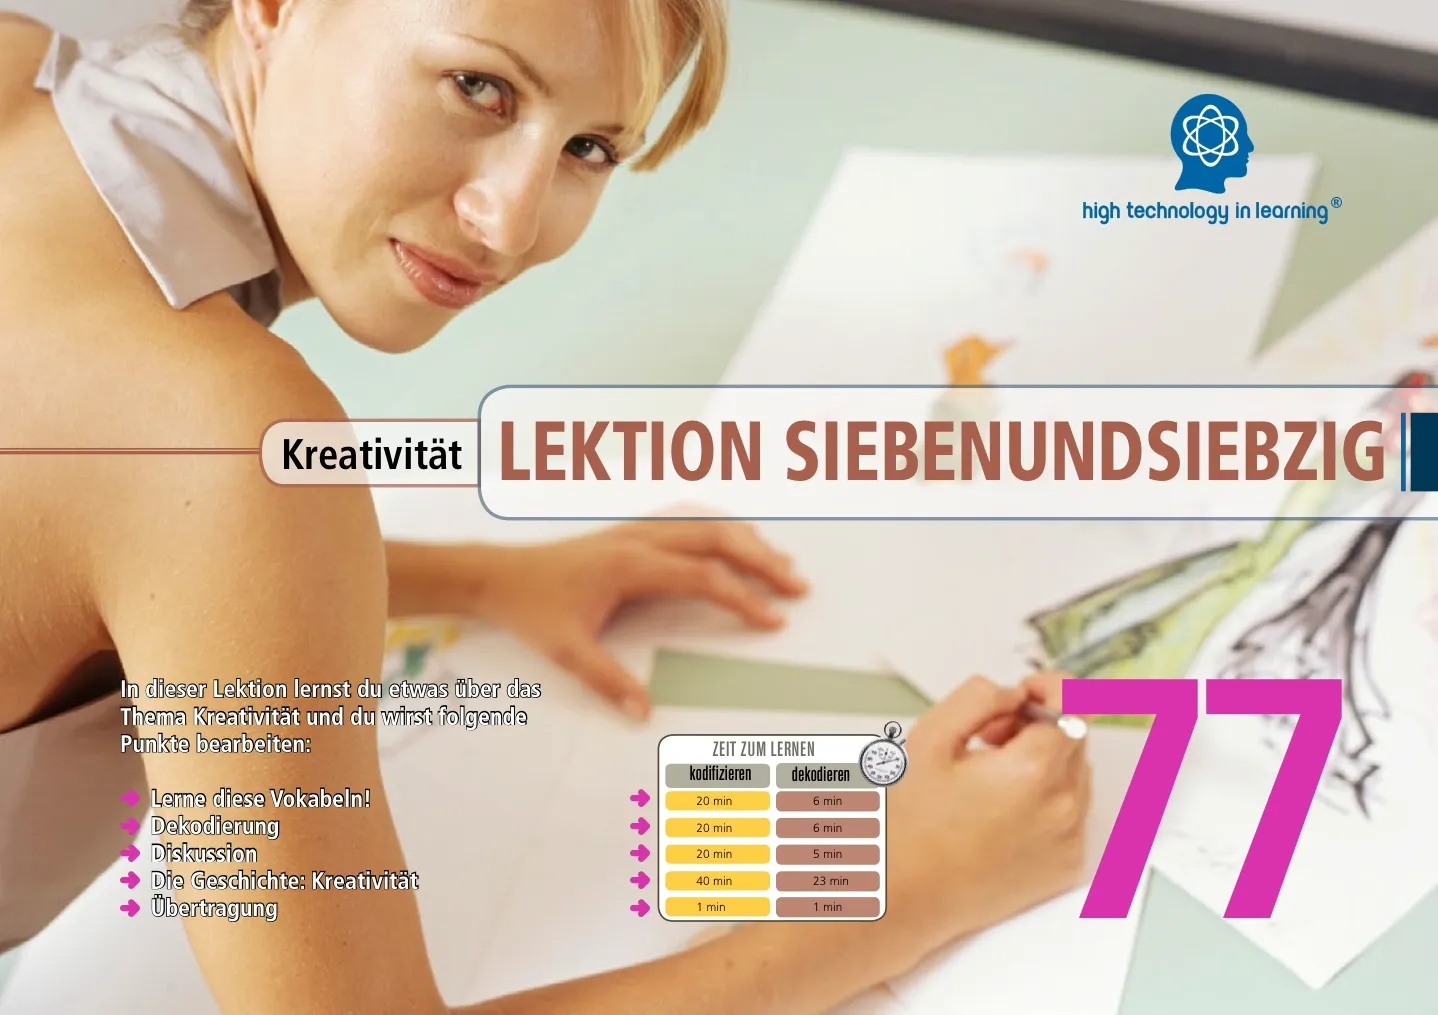 high technology in learning®
Kreativität
LEKTION SIEBENUNDSIEBZIG
In dieser Lektion lernst du etwas über das
Thema Kreativität und du wirst folgende
Punkte bearbeiten:
Lerne diese Vokabeln!
Dekodierung
Diskussion
Die Geschichte: Kreativität
Übertragung
ZEIT ZUM LERNEN
kodifizieren dekodieren
20 min 6 min
20 min 6 min
20 min 5 min
40 min 23 min
1 min 1 min
77